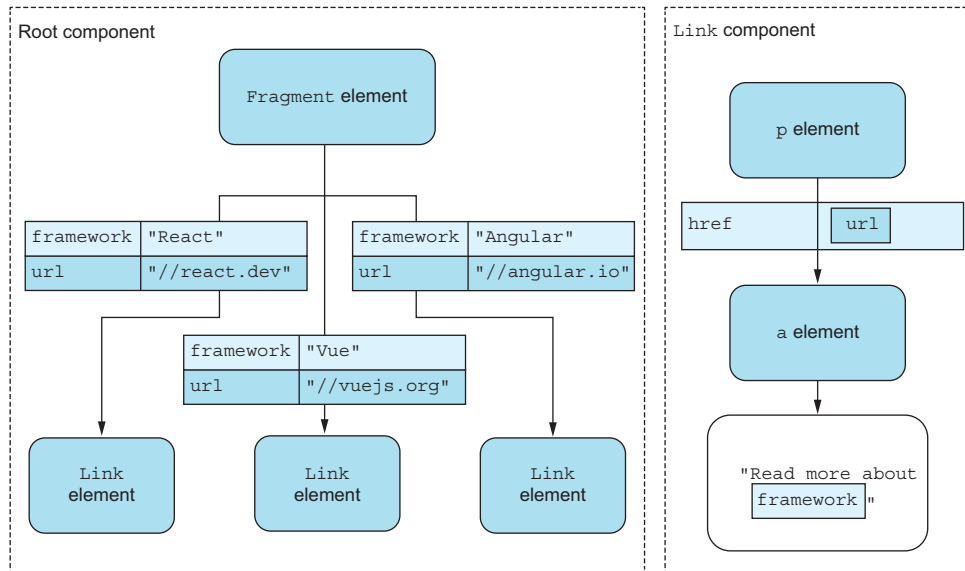 Root component
Fragment element
framework "React"
url "//react.dev"
framework "Angular"
url "//angular.io"
framework "Vue"
url "//vuejs.org"
Link
element
Link
element
Link
element
Link component
p element
href url
a element
"Read more about
framework "